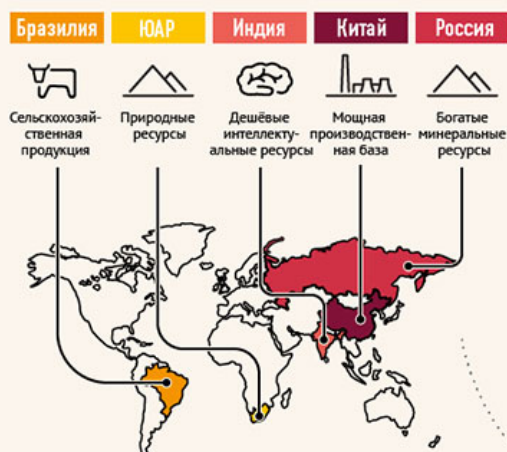 Бразилия ЮАР Индия Китай Россия
Сельскохозяй-
ственная
продукция
Природные
ресурсы
Дешёвые
интеллекту-
альные ресурсы
Мощная
производствен-
ная база
Богатые
минеральные
ресурсы